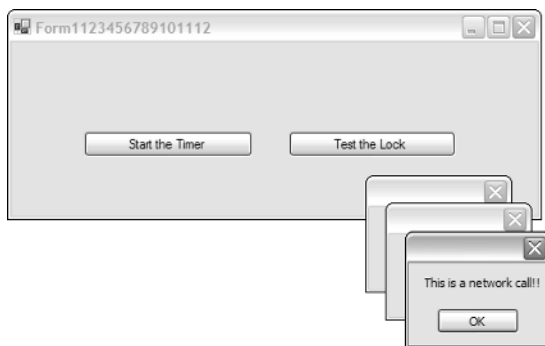 Form1123456789101112
Start the Timer
Test the Lock
This is a network call!!
OK